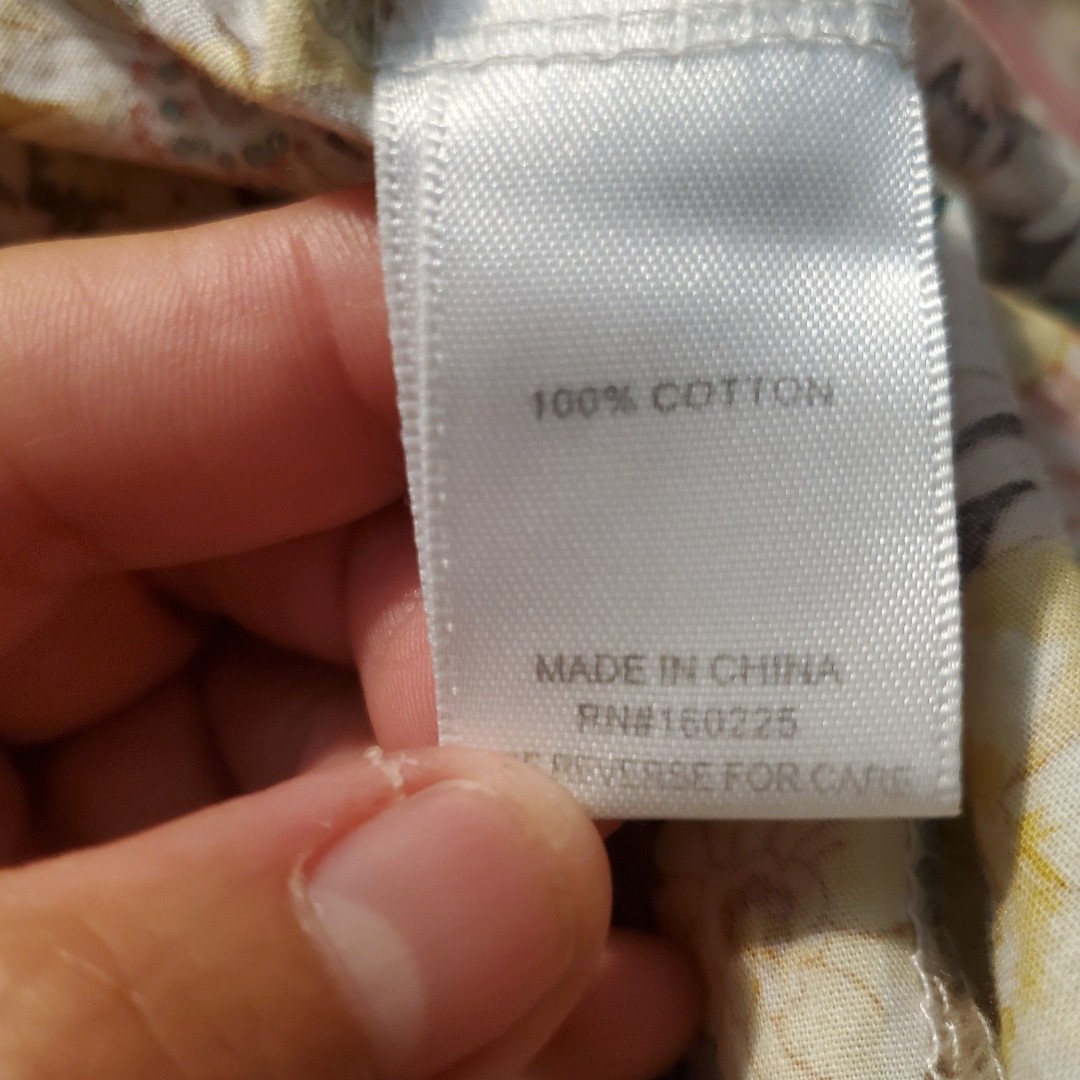 100% COTTON
MADE IN CHINA
RN#160225
REVERSE FOR CARE